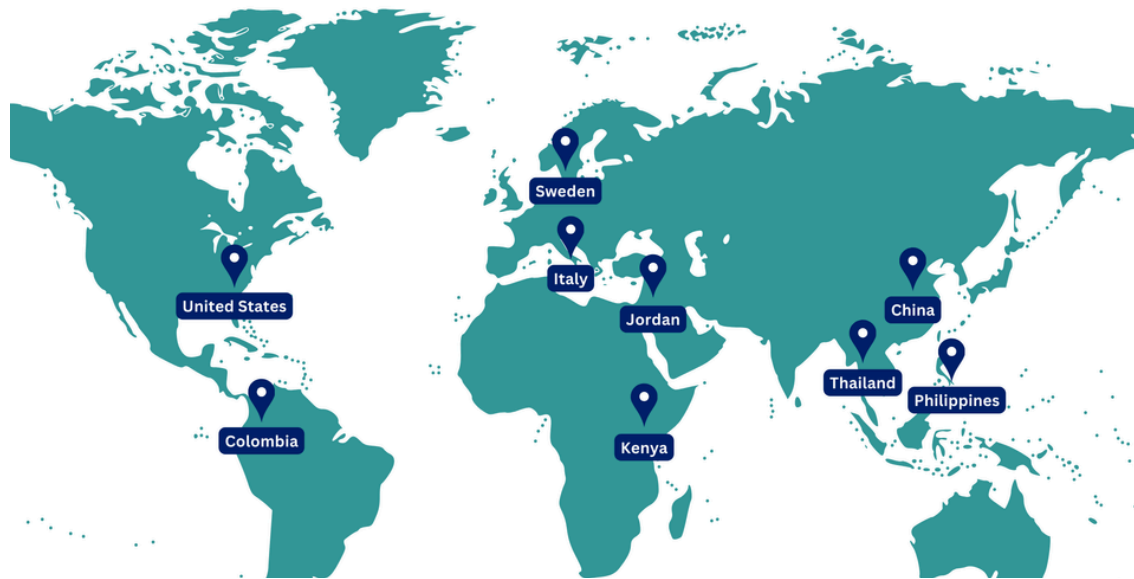 Sweden
Italy
United States
Jordan
China
Thailand
Philippines
Colombia
Kenya